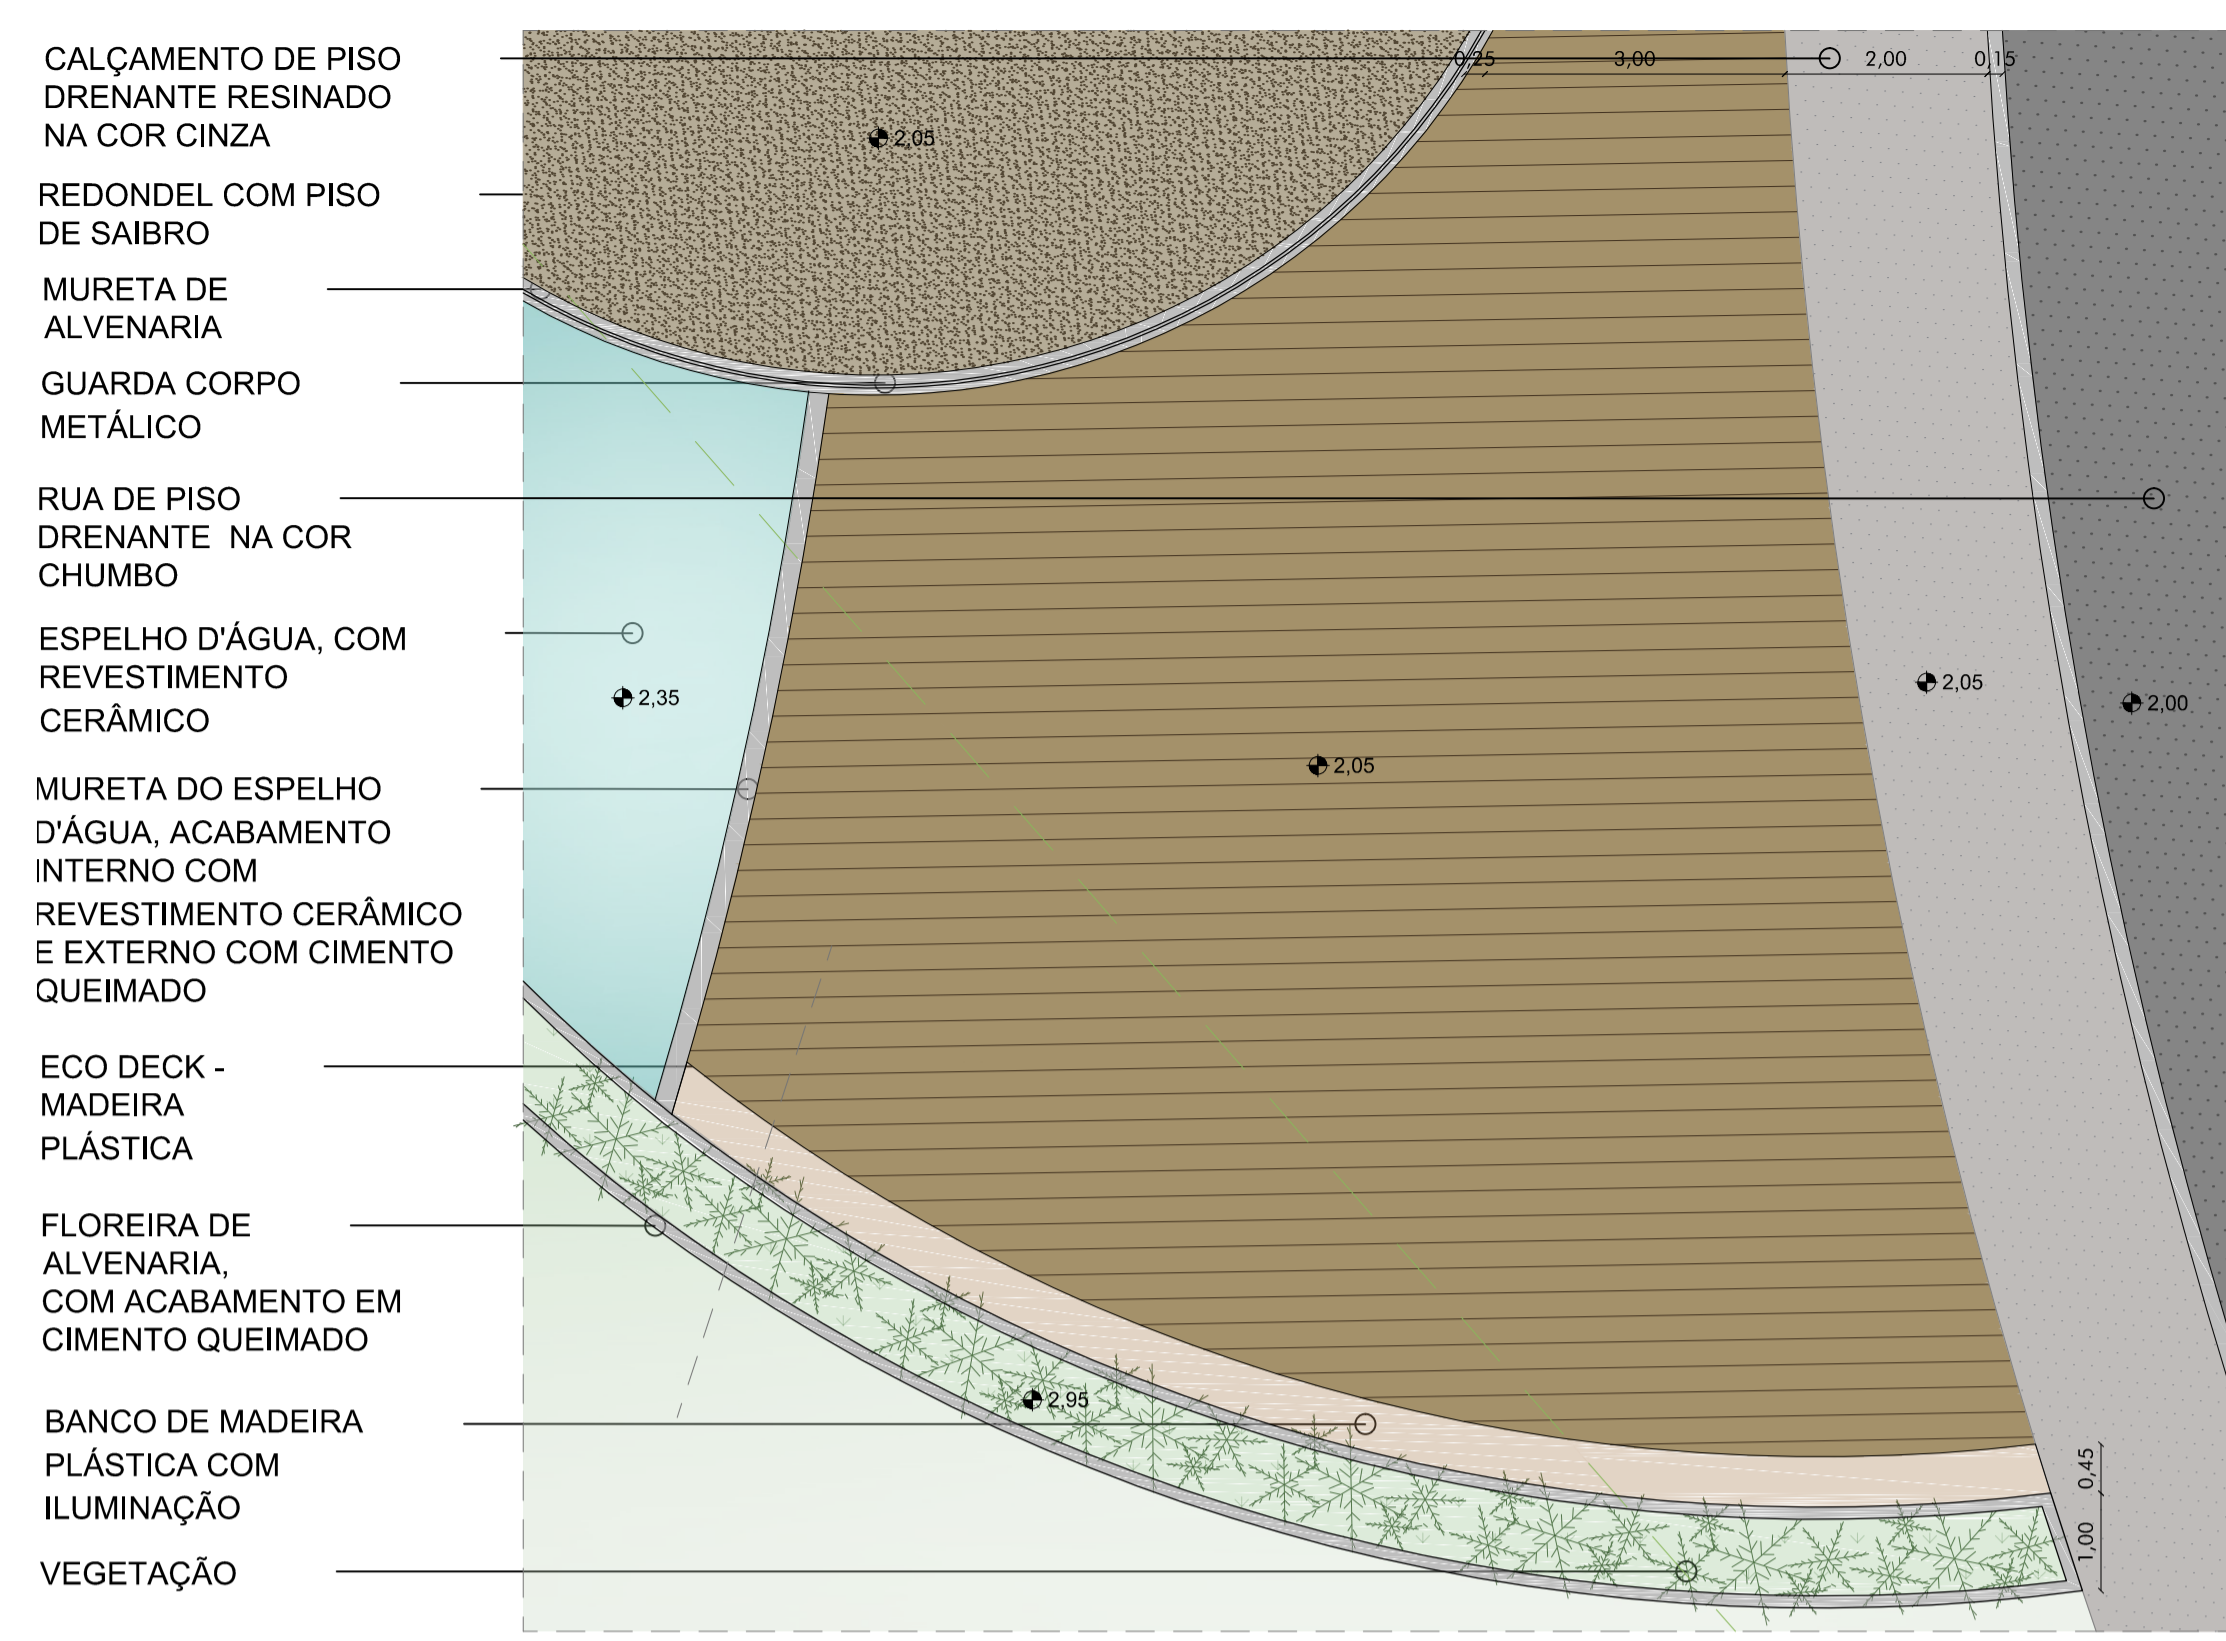 CALÇAMENTO DE PISO
DRENANTE RESINADO
NA COR CINZA
REDONDEL COM PISO
DE SAIBRO
MURETA DE
ALVENARIA
GUARDA CORPO
METÁLICO
RUA DE PISO
DRENANTE NA COR
CHUMBO
ESPELHO D'ÁGUA, COM
REVESTIMENTO
CERÂMICO
MURETA DO ESPELHO
D'ÁGUA, ACABAMENTO
INTERNO COM
REVESTIMENTO CERÂMICO
E EXTERNO COM CIMENTO
QUEIMADO
ECO DECK -
MADEIRA
PLÁSTICA
FLOREIRA DE
ALVENARIA,
COM ACABAMENTO EM
CIMENTO QUEIMADO
BANCO DE MADEIRA
PLÁSTICA COM
ILUMINAÇÃO
VEGETAÇÃO
0,25 3,00 2,00 0,15
2,05
2,35
2,05
2,05
2,00
2,95
0,45
1,00